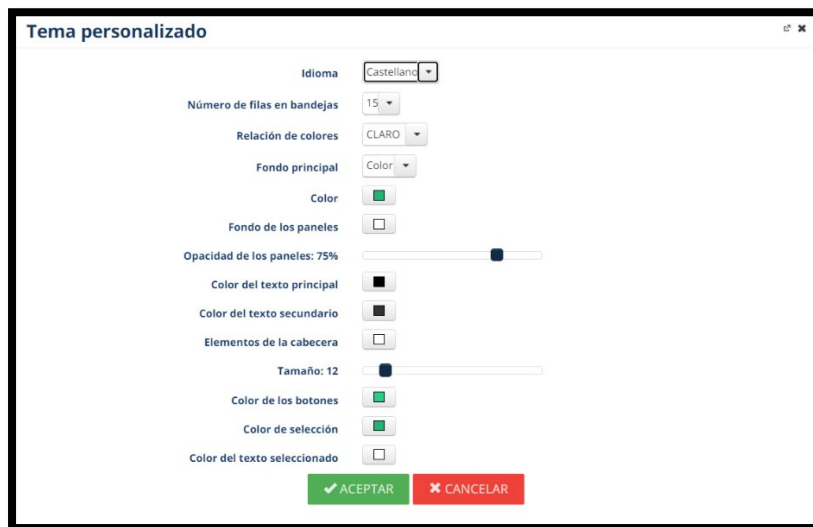 Tema personalizado
Idioma Castellano
Número de filas en bandejas 15
Relación de colores CLARO
Fondo principal Color
Color
Fondo de los paneles
Opacidad de los paneles: 75%
Color del texto principal
Color del texto secundario
Elementos de la cabecera
Tamaño: 12
Color de los botones
Color de selección
Color del texto seleccionado
ACEPTAR CANCELAR